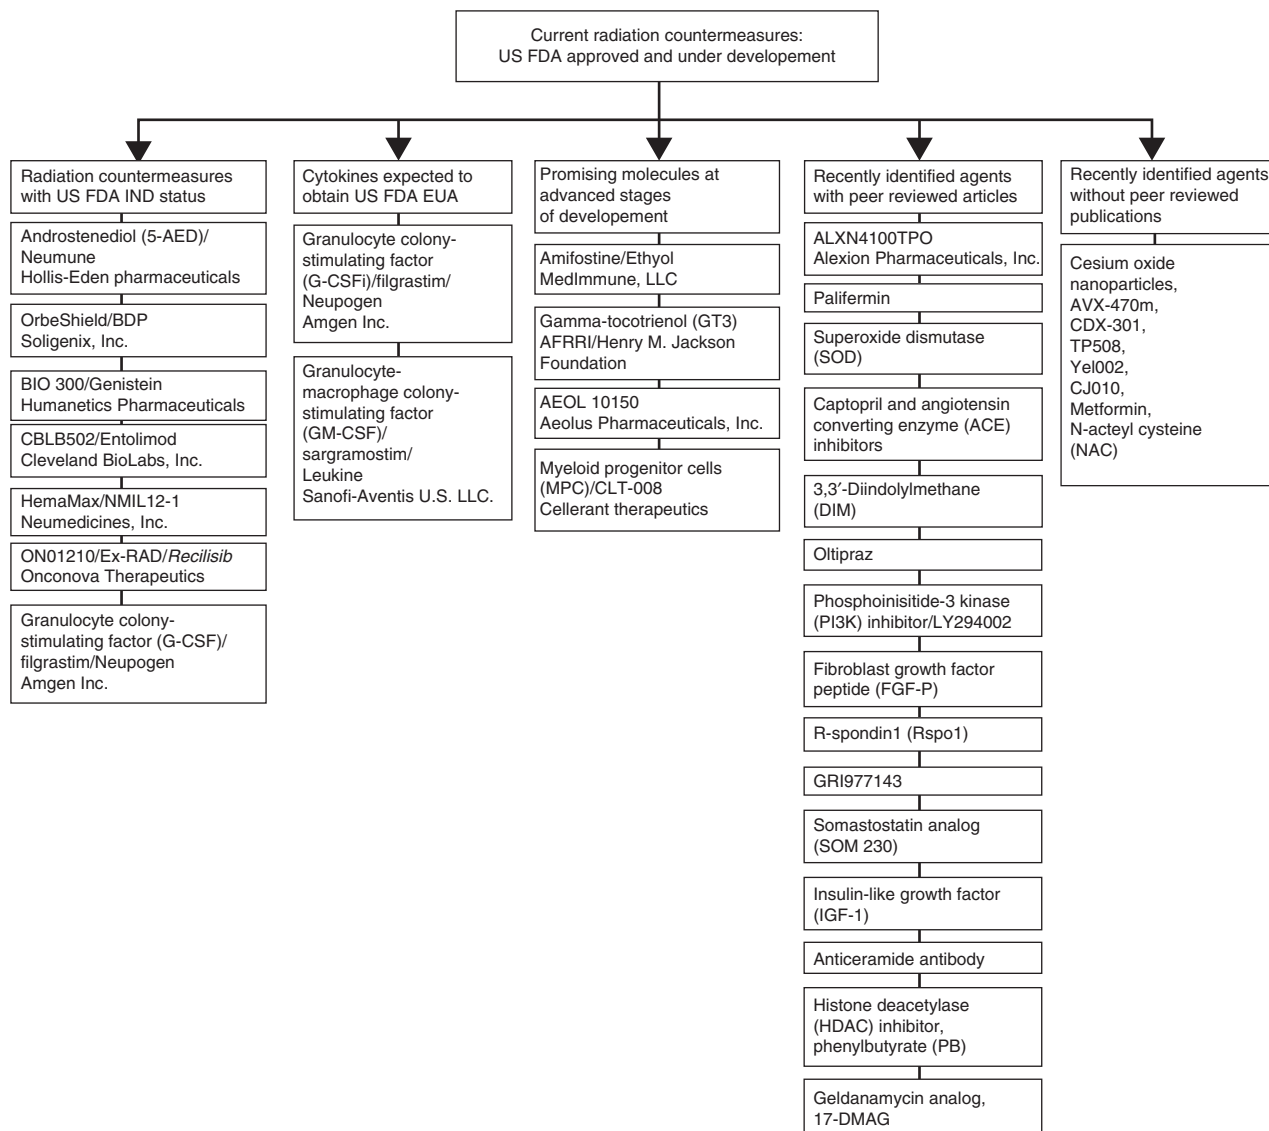 Current radiation countermeasures:
US FDA approved and under developement
Radiation countermeasures
with US FDA IND status
Androstenediol (5-AED)/
Neumune
Hollis-Eden pharmaceuticals
OrbeShield/BDP
Soligenix, Inc.
BIO 300/Genistein
Humanetics Pharmaceuticals
CBLB502/Entolimod
Cleveland BioLabs, Inc.
HemaMax/NMIL12-1
Neumedicines, Inc.
ON01210/Ex-RAD/Recilisib
Onconova Therapeutics
Granulocyte colony-
stimulating factor (G-CSF)/
filgrastim/Neupogen
Amgen Inc.
Cytokines expected to
obtain US FDA EUA
Granulocyte colony-
stimulating factor
(G-CSFi)/filgrastim/
Neupogen
Amgen Inc.
Granulocyte-
macrophage colony-
stimulating factor
(GM-CSF)/
sargramostim/
Leukine
Sanofi-Aventis U.S. LLC.
Promising molecules at
advanced stages
of developement
Amifostine/Ethyol
MedImmune, LLC
Gamma-tocotrienol (GT3)
AFRRI/Henry M. Jackson
Foundation
AEOL 10150
Aeolus Pharmaceuticals, Inc.
Myeloid progenitor cells
(MPC)/CLT-008
Cellerant therapeutics
Recently identified agents
with peer reviewed articles
ALXN4100TPO
Alexion Pharmaceuticals, Inc.
Palifermin
Superoxide dismutase
(SOD)
Captopril and angiotensin
converting enzyme (ACE)
inhibitors
3,3′-Diindolylmethane
(DIM)
Oltipraz
Phosphoinisitide-3 kinase
(PI3K) inhibitor/LY294002
Fibroblast growth factor
peptide (FGF-P)
R-spondin1 (Rspo1)
GRI977143
Somastostatin analog
(SOM 230)
Insulin-like growth factor
(IGF-1)
Anticeramide antibody
Histone deacetylase
(HDAC) inhibitor,
phenylbutyrate (PB)
Geldanamycin analog,
17-DMAG
Recently identified agents
without peer reviewed
publications
Cesium oxide
nanoparticles,
AVX-470m,
CDX-301,
TP508,
Yel002,
CJ010,
Metformin,
N-acteyl cysteine
(NAC)